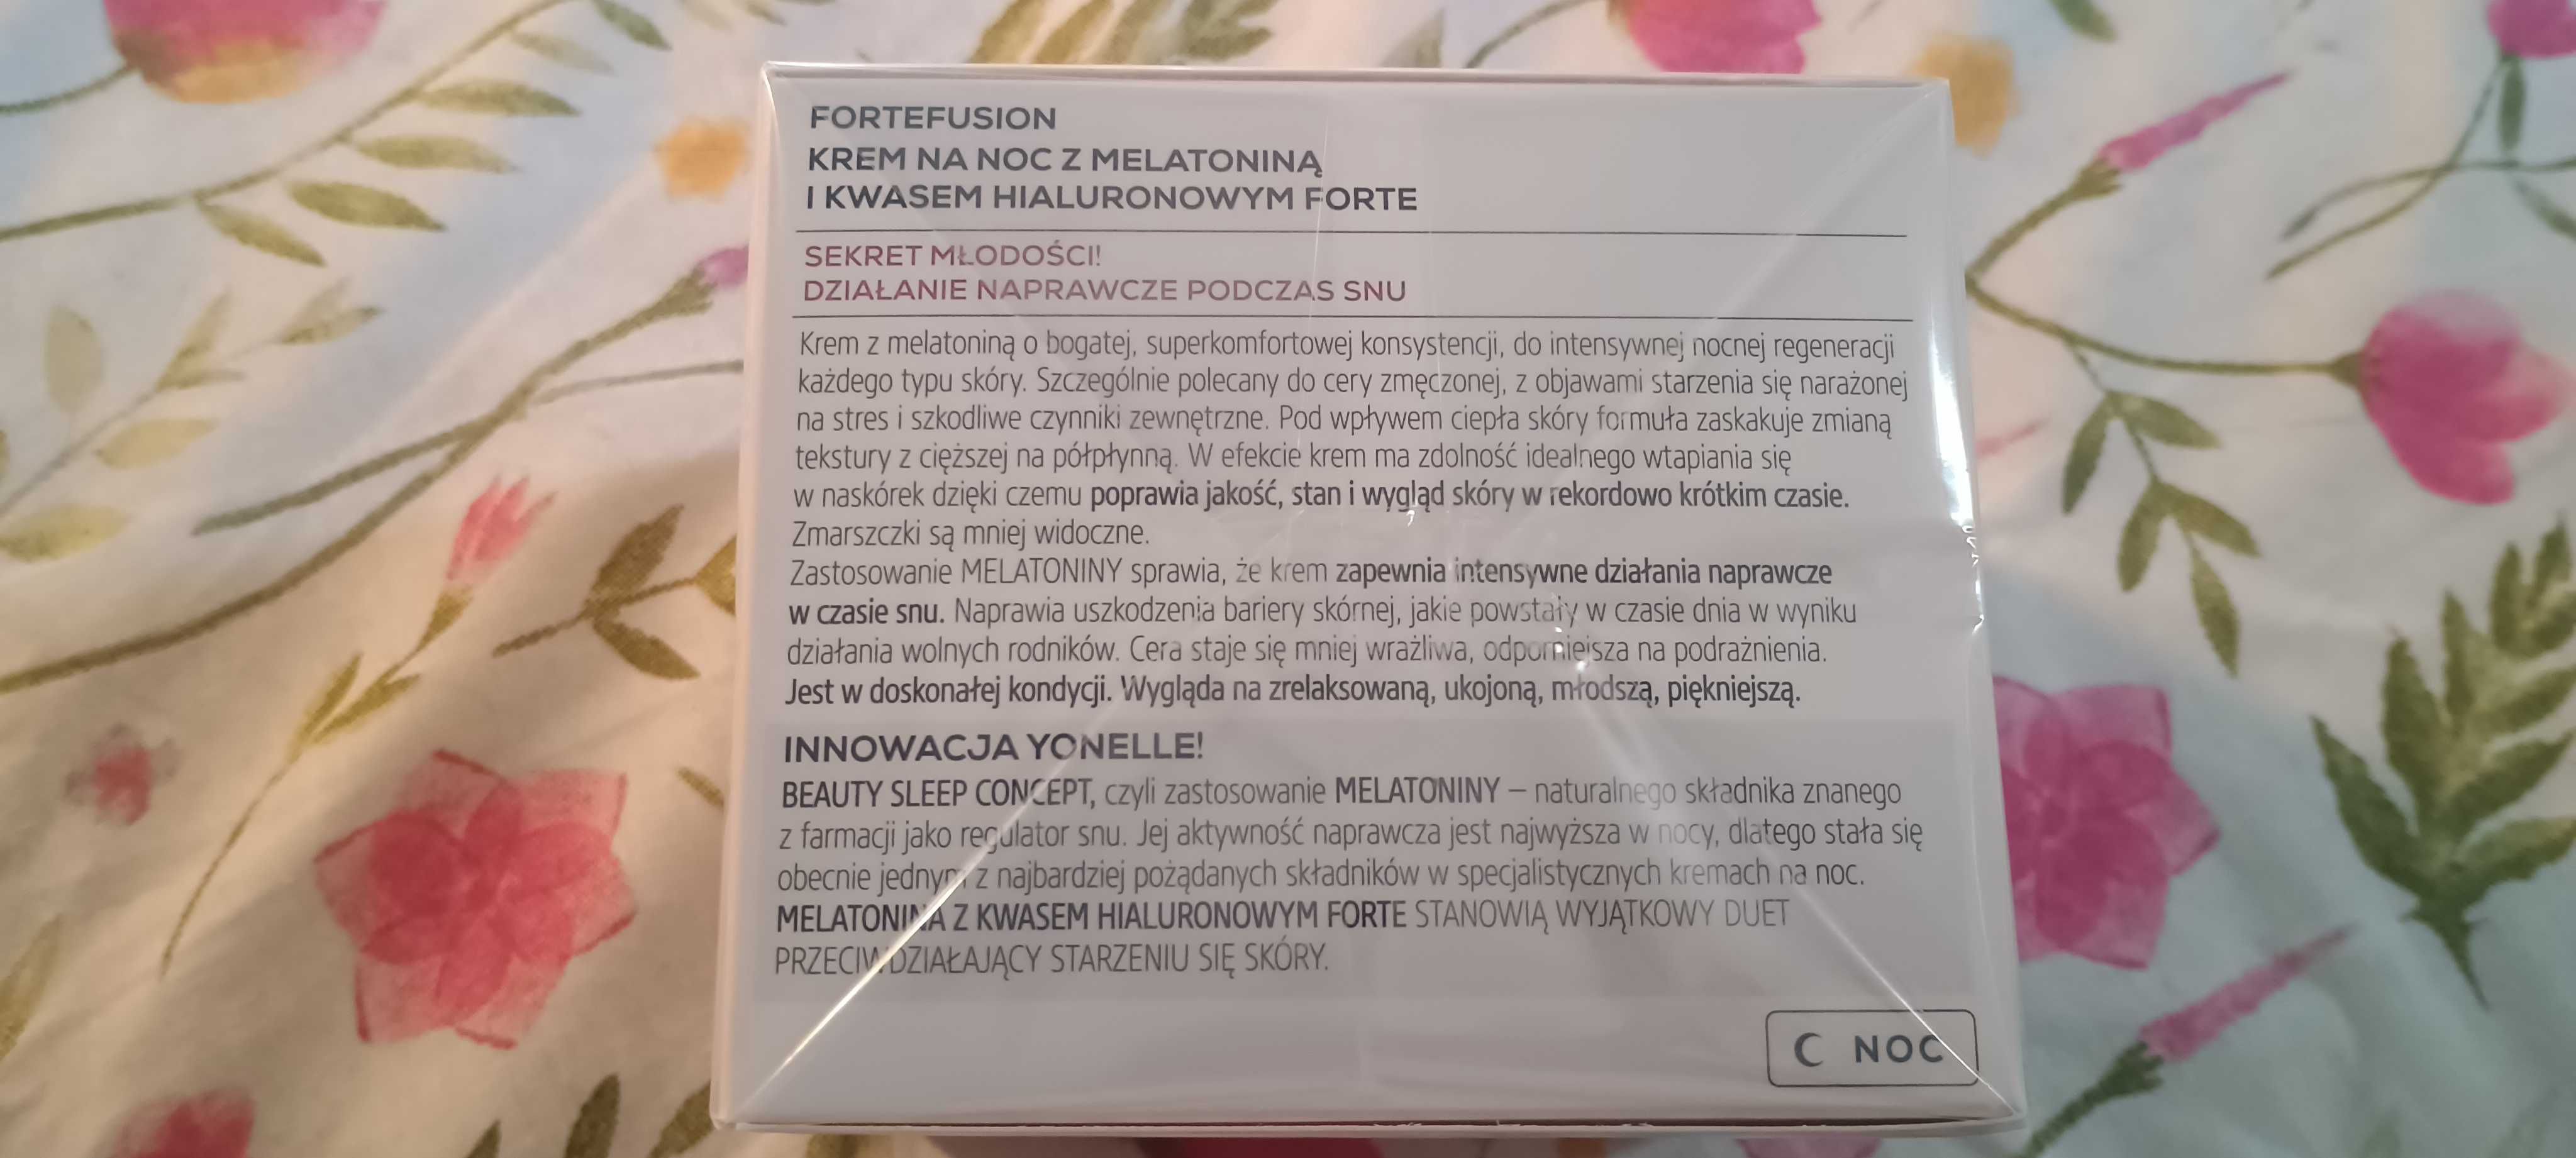 FORTEFUSION
KREM NA NOC Z MELATONINĄ
I KWASEM HIALURONOWYM FORTE
SEKRET MŁODOŚCI!
DZIAŁANIE NAPRAWCZE PODCZAS SNU
Krem z melatoniną o bogatej, superkomfortowej konsystencji, do intensywnej nocnej regeneracji
każdego typu skóry. Szczególnie polecany do cery zmęczonej, z objawami starzenia się narażonej
na stres i szkodliwe czynniki zewnętrzne. Pod wpływem ciepła skóry formuła zaskakuje zmianą
tekstury z cięższej na półpłynną. W efekcie krem ma zdolność idealnego wtapiania się
w naskórek dzięki czemu poprawia jakość, stan i wygląd skóry w rekordowo krótkim czasie.
Zmarszczki są mniej widoczne.
Zastosowanie MELATONINY sprawia, że krem zapewnia intensywne działania naprawcze
w czasie snu. Naprawia uszkodzenia bariery skórnej, jakie powstały w czasie dnia w wyniku
działania wolnych rodników. Cera staje się mniej wrażliwa, odporniejsza na podrażnienia.
Jest w doskonałej kondycji. Wygląda na zrelaksowaną, ukojoną, młodszą, piękniejszą.
INNOWACJA YONELLE!
BEAUTY SLEEP CONCEPT, czyli zastosowanie MELATONINY – naturalnego składnika znanego
z farmacji jako regulator snu. Jej aktywność naprawcza jest najwyższa w nocy, dlatego stała się
obecnie jednym z najbardziej pożądanych składników w specjalistycznych kremach na noc.
MELATONINA Z KWASEM HIALURONOWYM FORTE STANOWIĄ WYJĄTKOWY DUET
PRZECIWDZIAŁAJĄCY STARZENIU SIĘ SKÓRY.
NOC